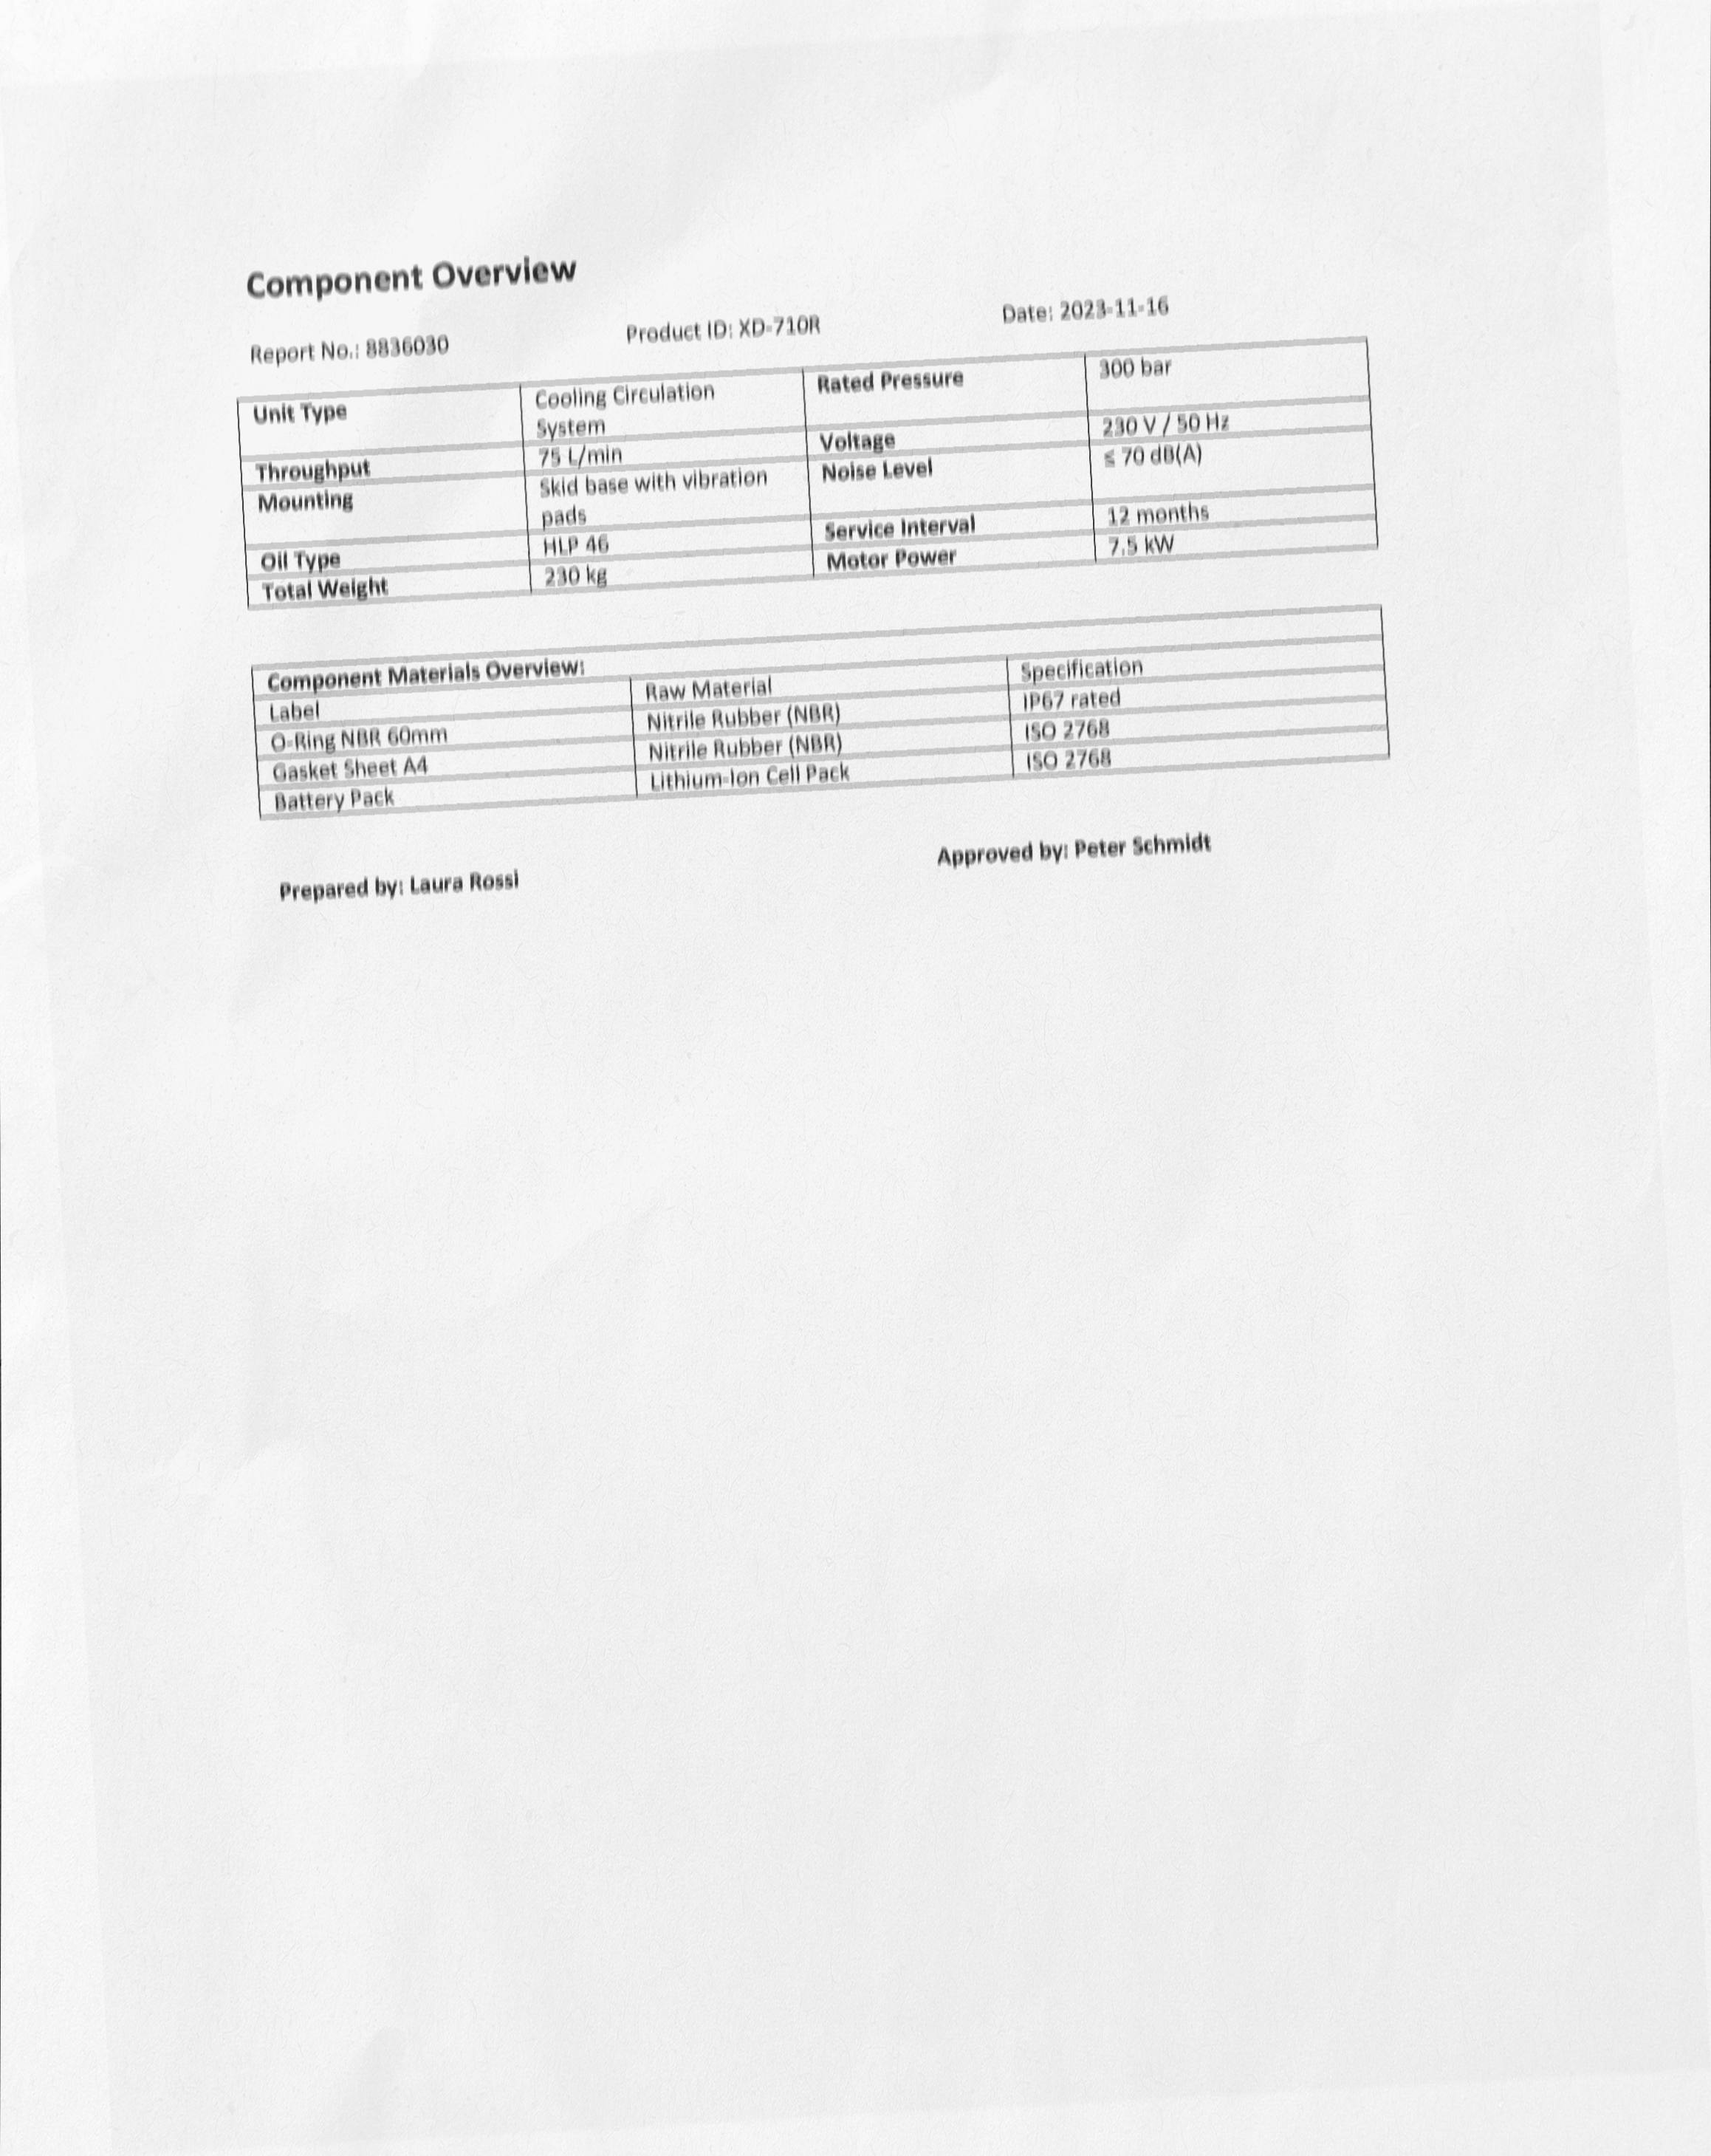 Component Overview
Report No.: 8836030 Product ID: XD-710R Date: 2023-11-16
Unit Type Cooling Circulation System Rated Pressure 300 bar
Throughput 75 L/min Voltage 230 V / 50 Hz
Mounting Skid base with vibration pads Noise Level ≤ 70 dB(A)
Oil Type HLP 46 Service Interval 12 months
Total Weight 230 kg Motor Power 7.5 kW
Component Materials Overview:
Label Raw Material Specification
O-Ring NBR 60mm Nitrile Rubber (NBR) IP67 rated
Gasket Sheet A4 Nitrile Rubber (NBR) ISO 2768
Battery Pack Lithium-Ion Cell Pack ISO 2768
Prepared by: Laura Rossi Approved by: Peter Schmidt